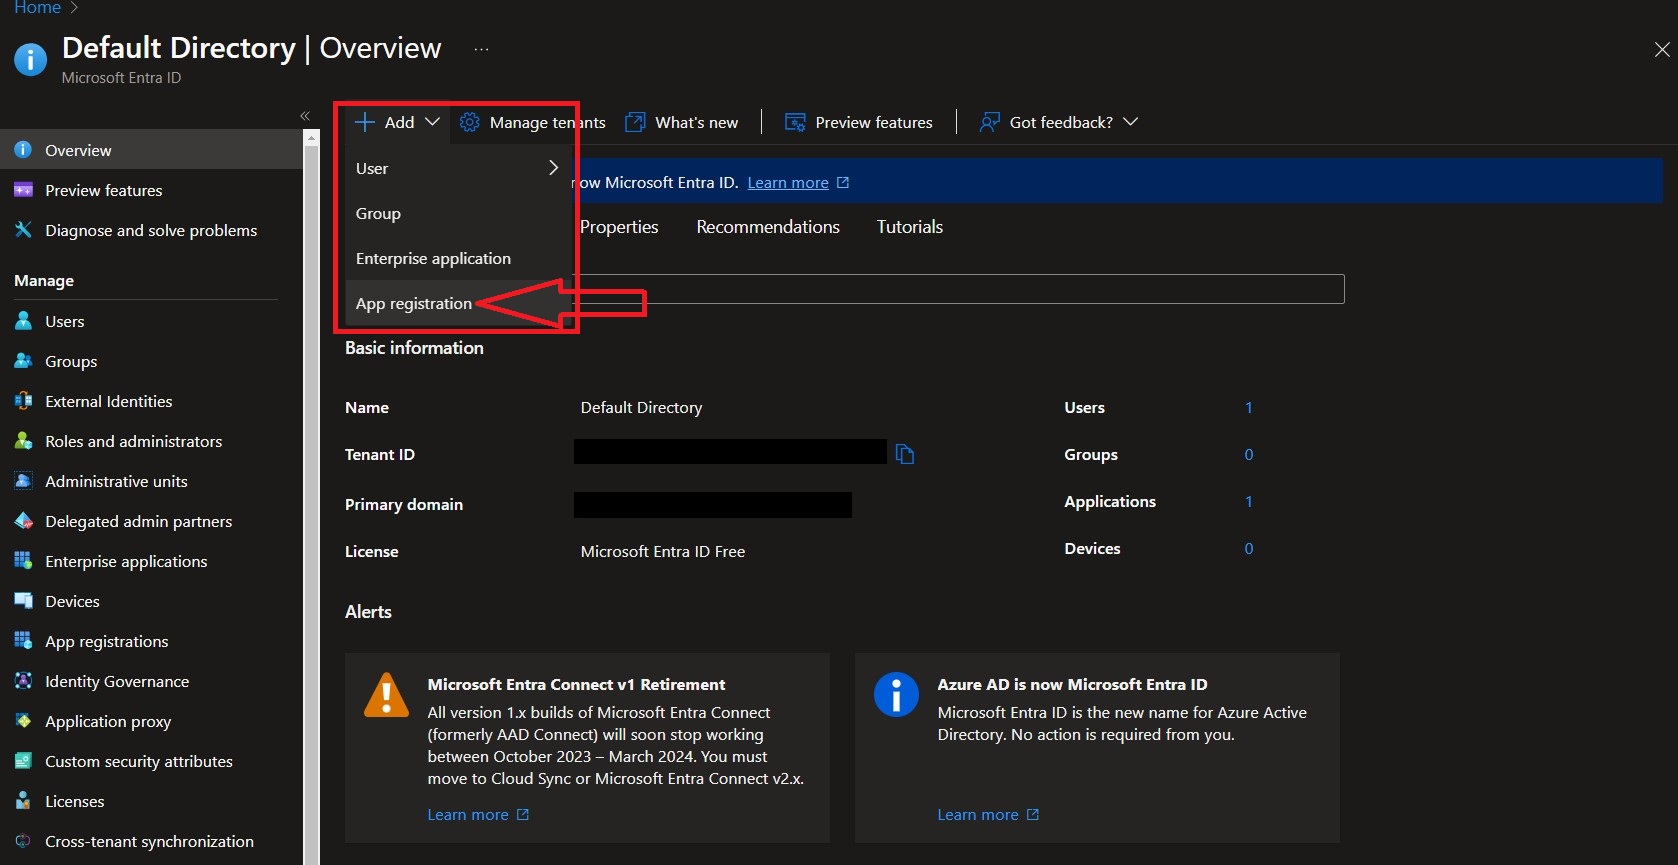 Home >
Default Directory | Overview ...
Microsoft Entra ID
«
Overview
Preview features
Diagnose and solve problems
Manage
Users
Groups
External Identities
Roles and administrators
Administrative units
Delegated admin partners
Enterprise applications
Devices
App registrations
Identity Governance
Application proxy
Custom security attributes
Licenses
Cross-tenant synchronization
Add
Manage tenants
What's new
Preview features
Got feedback?
User
Group
Enterprise application
App registration
now Microsoft Entra ID. Learn more
Properties
Recommendations
Tutorials
Basic information
Name Default Directory
Tenant ID
Primary domain
License Microsoft Entra ID Free
Users 1
Groups 0
Applications 1
Devices 0
Alerts
Microsoft Entra Connect v1 Retirement
All version 1.x builds of Microsoft Entra Connect
(formerly AAD Connect) will soon stop working
between October 2023 – March 2024. You must
move to Cloud Sync or Microsoft Entra Connect v2.x.
Learn more
Azure AD is now Microsoft Entra ID
Microsoft Entra ID is the new name for Azure Active
Directory. No action is required from you.
Learn more